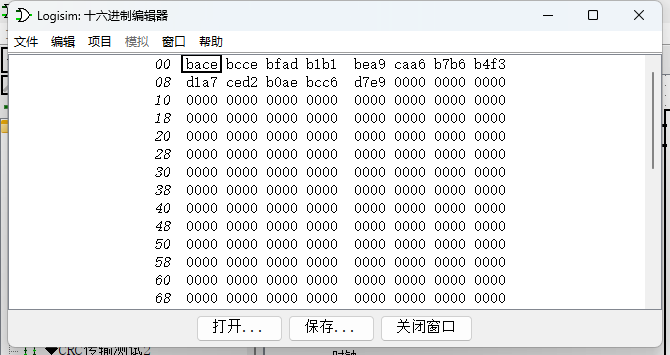 Logisim: 十六进制编辑器
文件 编辑 项目 模拟 窗口 帮助
00 bace bcce bfad b1b1 bea9 caa6 b7b6 b4f3
08 d1a7 ced2 b0ae bcc6 d7e9 0000 0000 0000
10 0000 0000 0000 0000 0000 0000 0000 0000
18 0000 0000 0000 0000 0000 0000 0000 0000
20 0000 0000 0000 0000 0000 0000 0000 0000
28 0000 0000 0000 0000 0000 0000 0000 0000
30 0000 0000 0000 0000 0000 0000 0000 0000
38 0000 0000 0000 0000 0000 0000 0000 0000
40 0000 0000 0000 0000 0000 0000 0000 0000
48 0000 0000 0000 0000 0000 0000 0000 0000
50 0000 0000 0000 0000 0000 0000 0000 0000
58 0000 0000 0000 0000 0000 0000 0000 0000
60 0000 0000 0000 0000 0000 0000 0000 0000
68 0000 0000 0000 0000 0000 0000 0000 0000
打开... 保存... 关闭窗口
CRC传输测试2